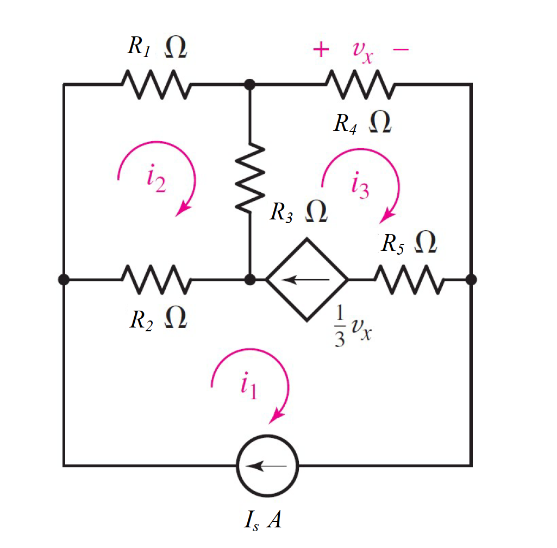 R₁ Ω
+ vₓ −
R₄ Ω
i₂
i₃
R₃ Ω
R₅ Ω
R₂ Ω
1/3 vₓ
i₁
Iₛ A